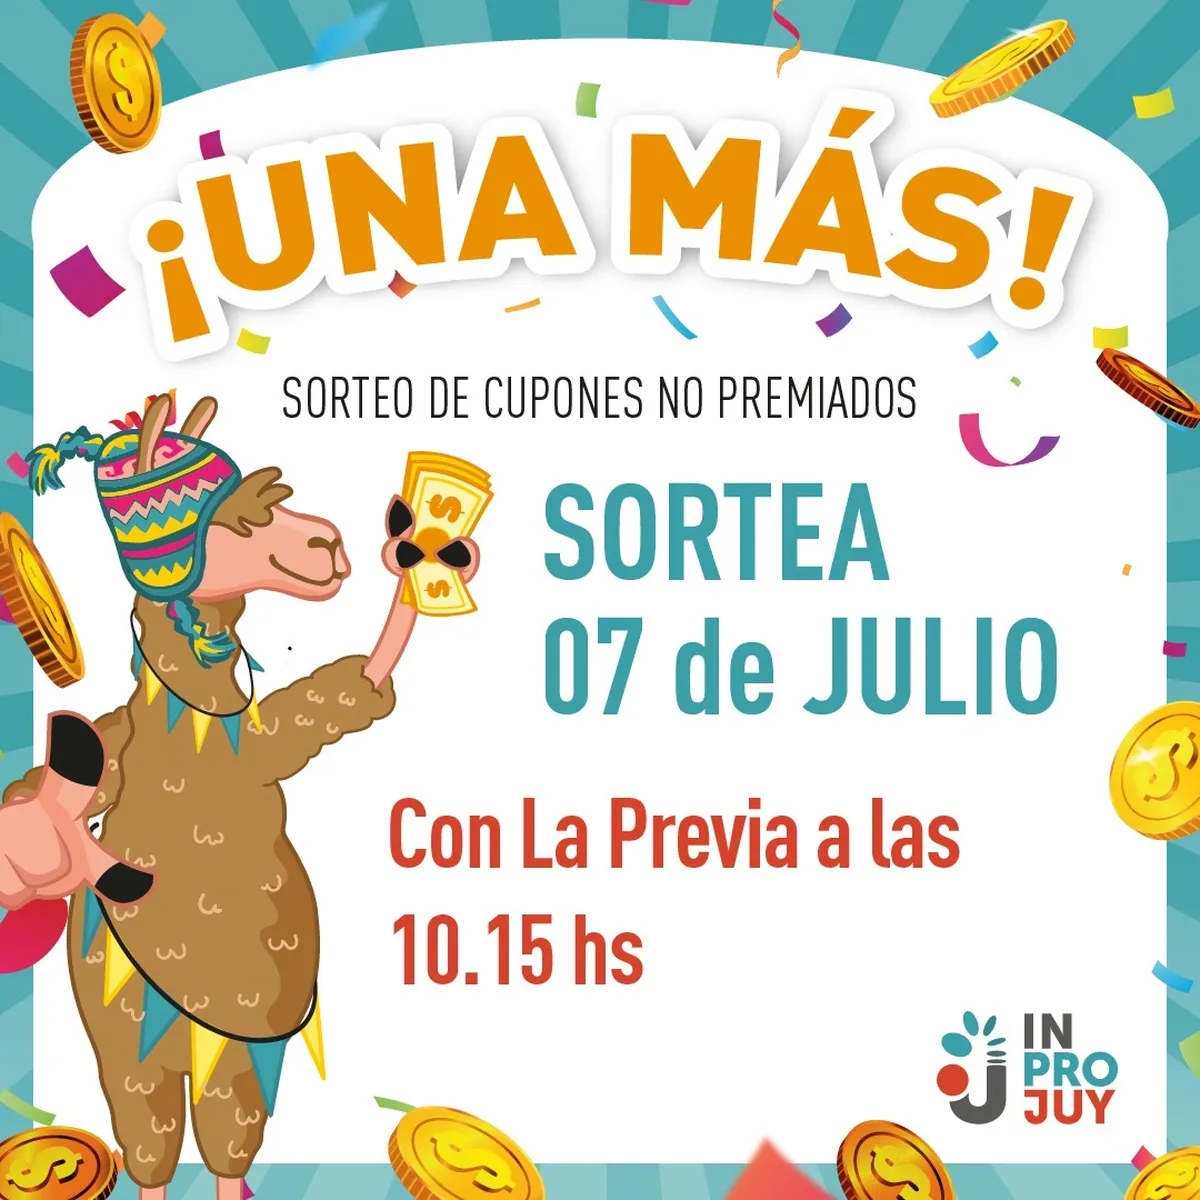 ¡UNA MÁS!
SORTEO DE CUPONES NO PREMIADOS
SORTEA
07 de JULIO
Con La Previa a las
10.15 hs
IN
PRO
JUY